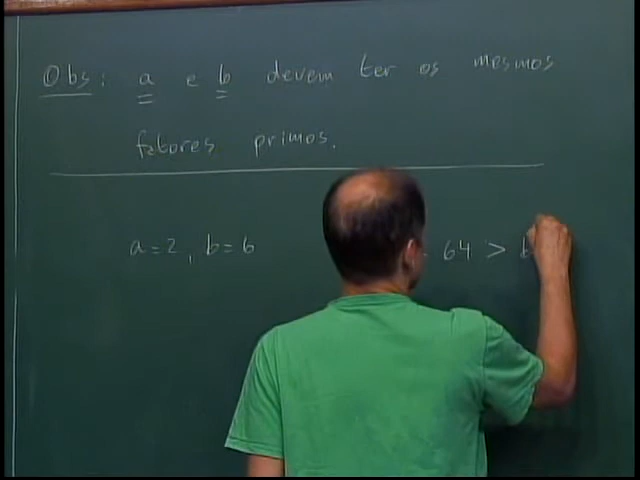 Obs: a e b devem ter os mesmos
fatores primos.
a=2, b=6 64 > b